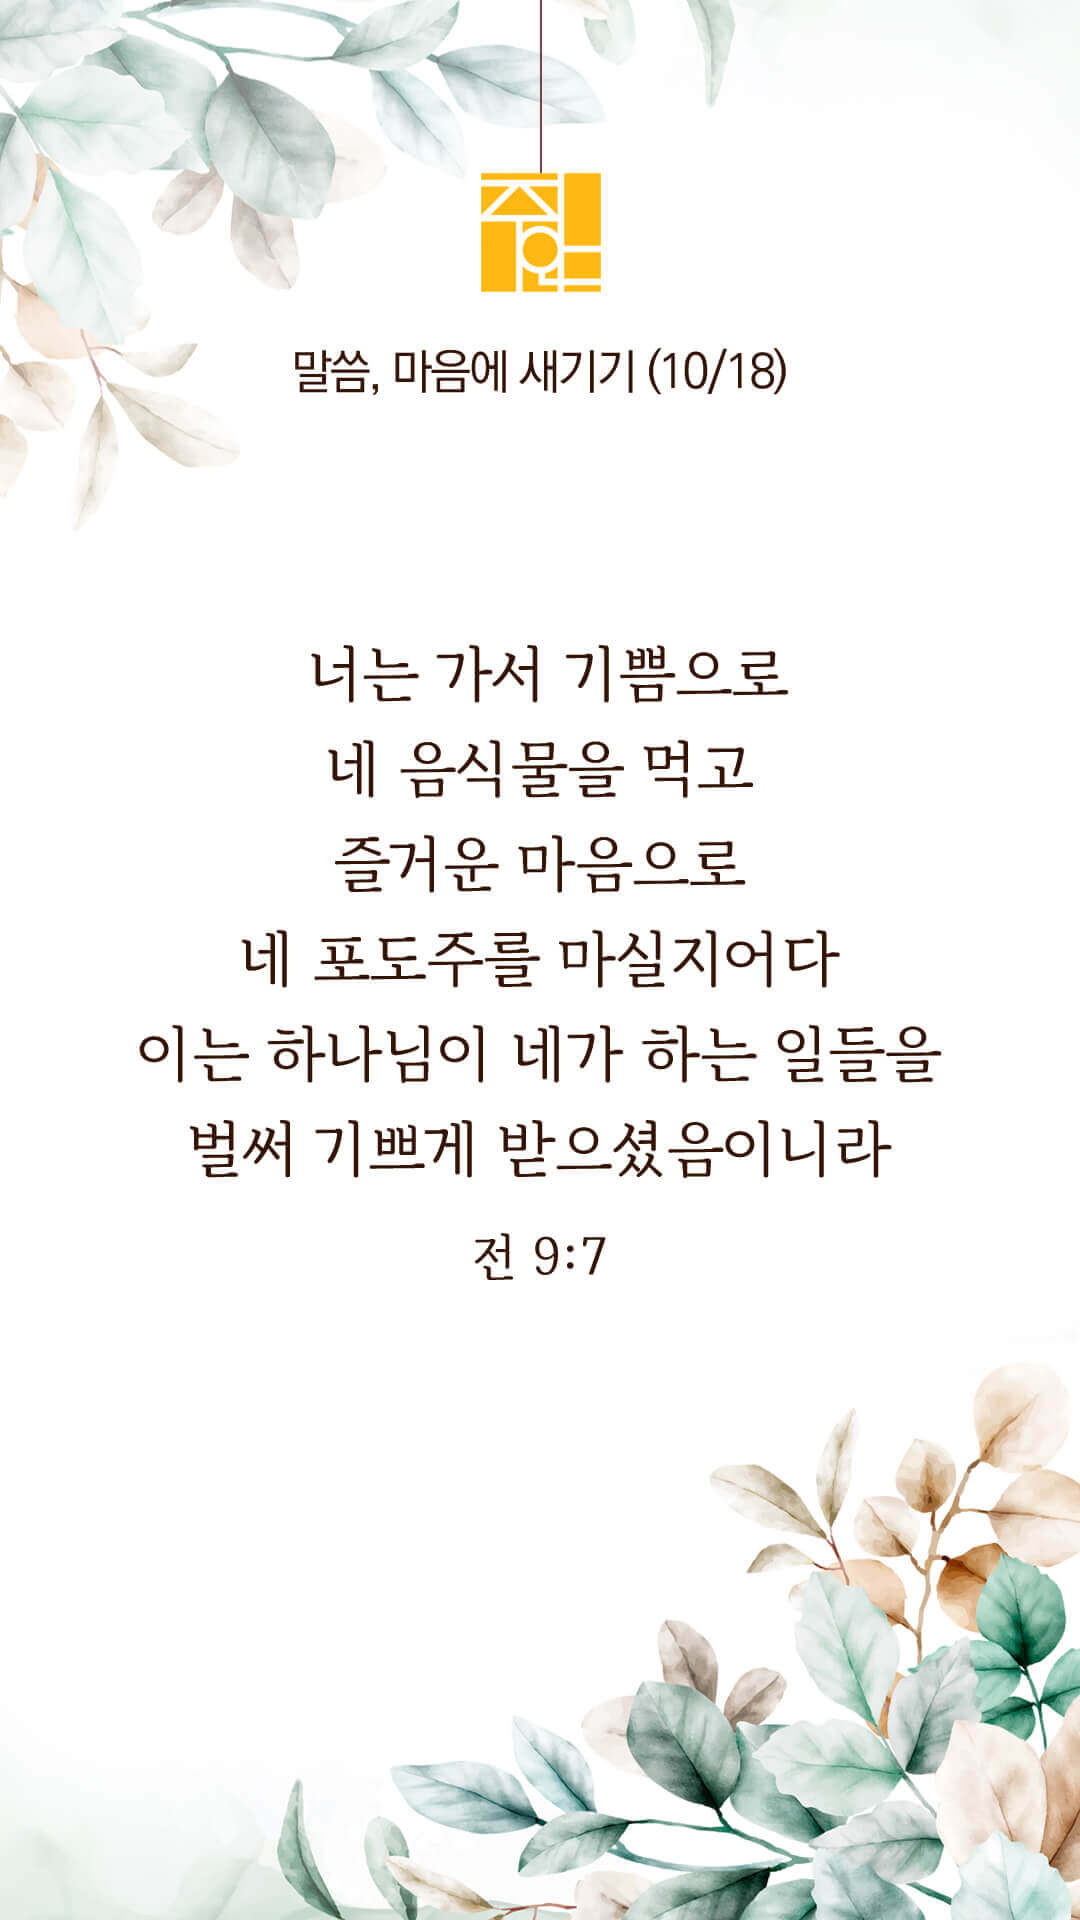 주안
말씀, 마음에 새기기 (10/18)
너는 가서 기쁨으로
네 음식물을 먹고
즐거운 마음으로
네 포도주를 마실지어다
이는 하나님이 네가 하는 일들을
벌써 기쁘게 받으셨음이니라
전 9:7